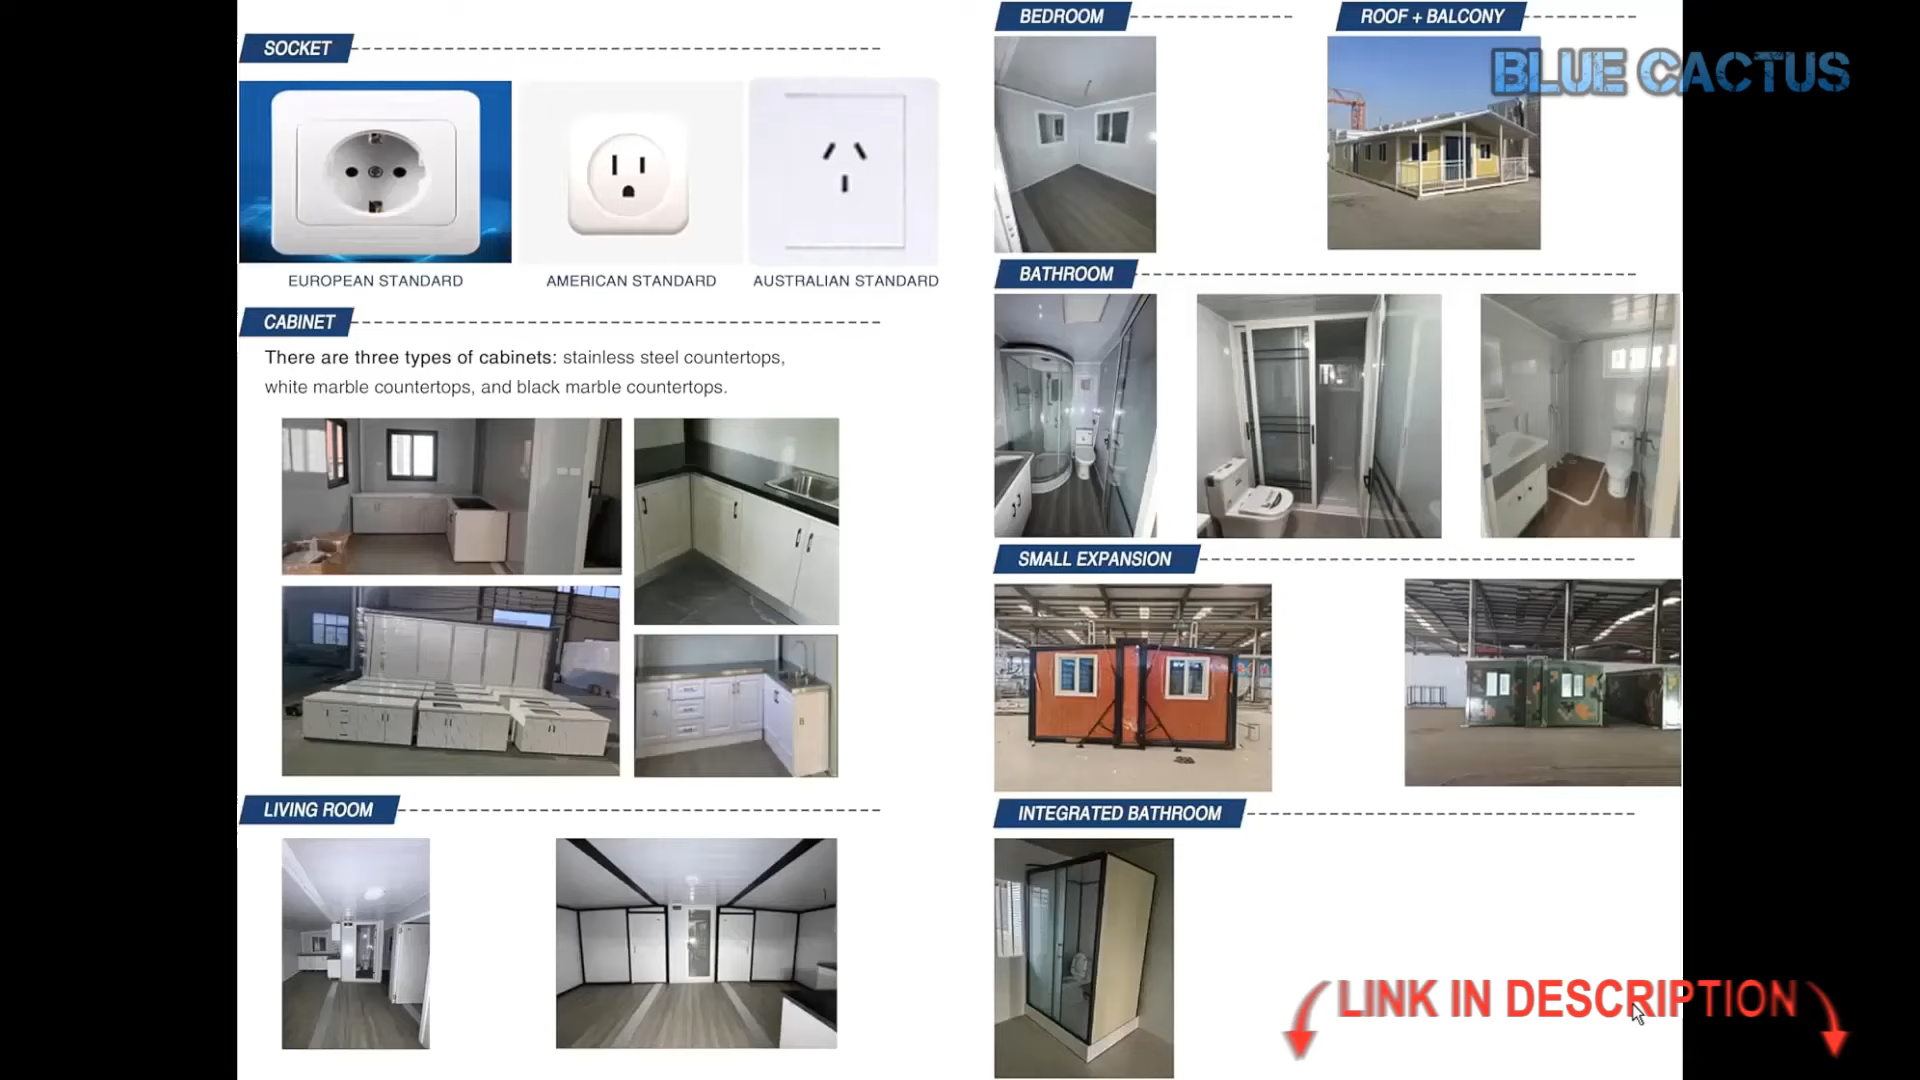 SOCKET
EUROPEAN STANDARD
AMERICAN STANDARD
AUSTRALIAN STANDARD
CABINET
There are three types of cabinets: stainless steel countertops,
white marble countertops, and black marble countertops.
LIVING ROOM
BEDROOM
ROOF + BALCONY
BLUE CACTUS
BATHROOM
SMALL EXPANSION
INTEGRATED BATHROOM
LINK IN DESCRIPTION